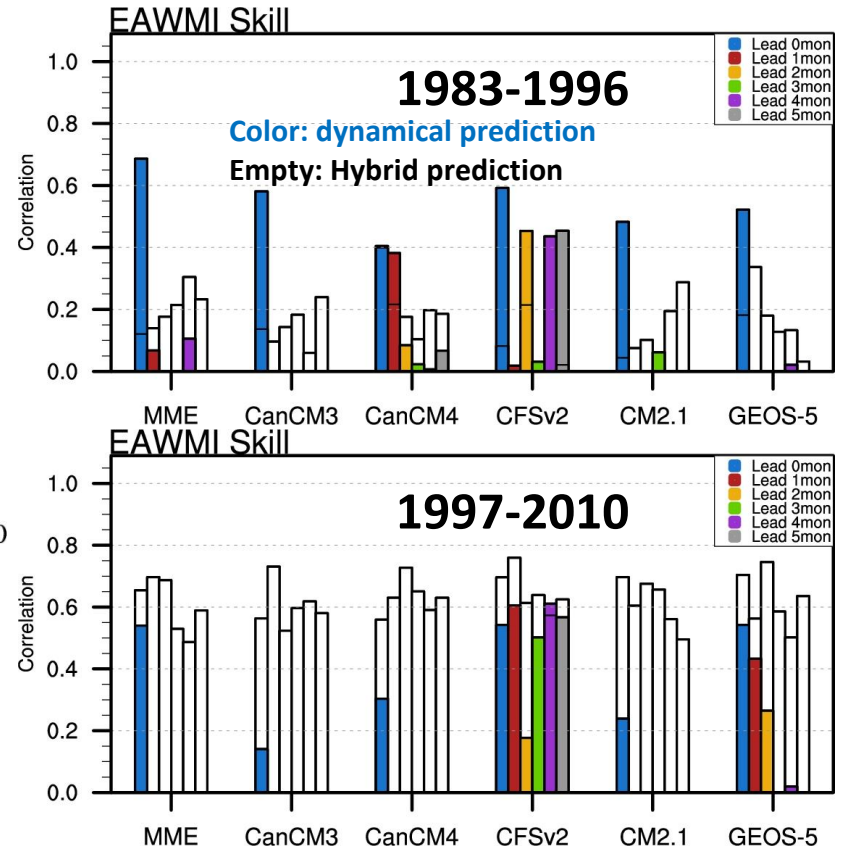 EAWMI Skill
1983-1996
Color: dynamical prediction
Empty: Hybrid prediction
Lead 0mon
Lead 1mon
Lead 2mon
Lead 3mon
Lead 4mon
Lead 5mon
Correlation
1.0
0.8
0.6
0.4
0.2
0.0
MME CanCM3 CanCM4 CFSv2 CM2.1 GEOS-5
EAWMI Skill
1997-2010
Lead 0mon
Lead 1mon
Lead 2mon
Lead 3mon
Lead 4mon
Lead 5mon
Correlation
1.0
0.8
0.6
0.4
0.2
0.0
MME CanCM3 CanCM4 CFSv2 CM2.1 GEOS-5